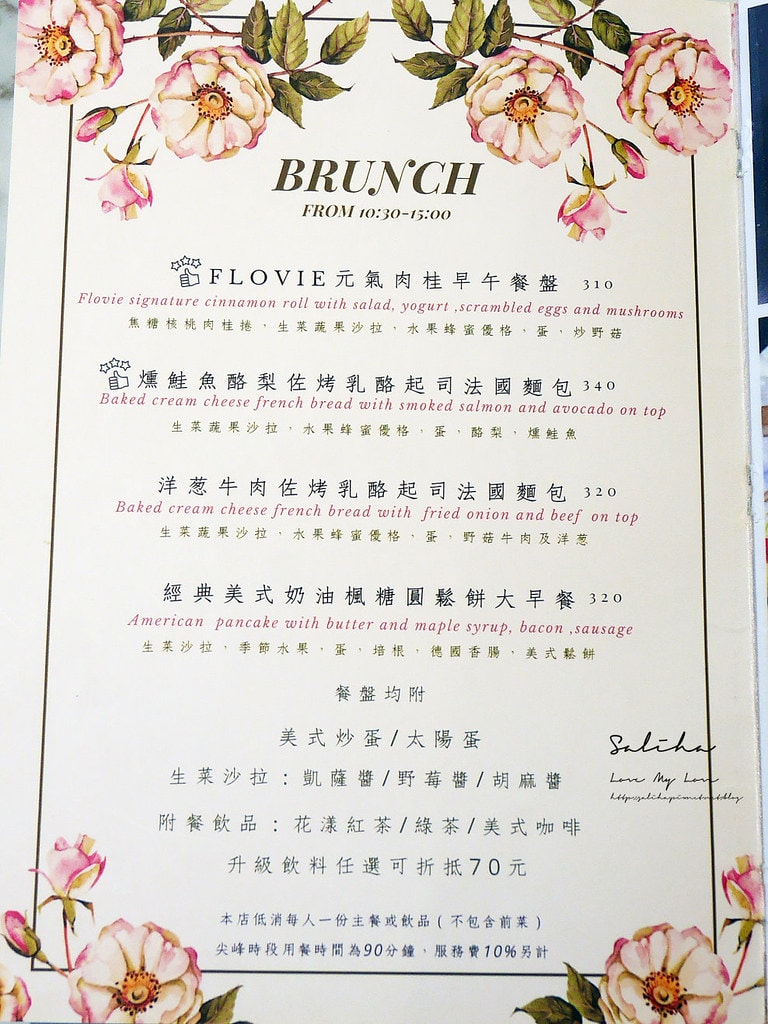 BRUNCH
FROM 10:30-15:00
FLOVIE元氣肉桂早午餐盤 310
Flovie signature cinnamon roll with salad, yogurt ,scrambled eggs and mushrooms
焦糖核桃肉桂捲，生菜蔬果沙拉，水果蜂蜜優格，蛋，炒野菇
燻鮭魚酪梨佐烤乳酪起司法國麵包 340
Baked cream cheese french bread with smoked salmon and avocado on top
生菜蔬果沙拉，水果蜂蜜優格，蛋，酪梨，燻鮭魚
洋葱牛肉佐烤乳酪起司法國麵包 320
Baked cream cheese french bread with fried onion and beef on top
生菜蔬果沙拉，水果蜂蜜優格，蛋，野菇牛肉及洋葱
經典美式奶油楓糖圓鬆餅大早餐 320
American pancake with butter and maple syrup, bacon ,sausage
生菜沙拉，季節水果，蛋，培根，德國香腸，美式鬆餅
餐盤均附
美式炒蛋/太陽蛋
生菜沙拉：凱薩醬/野莓醬/胡麻醬
附餐飲品：花漾紅茶/綠茶/美式咖啡
升級飲料任選可折抵70元
本店低消每人一份主餐或飲品(不包含前菜)
尖峰時段用餐時間為90分鐘，服務費10%另計
Saliha
Love My Love